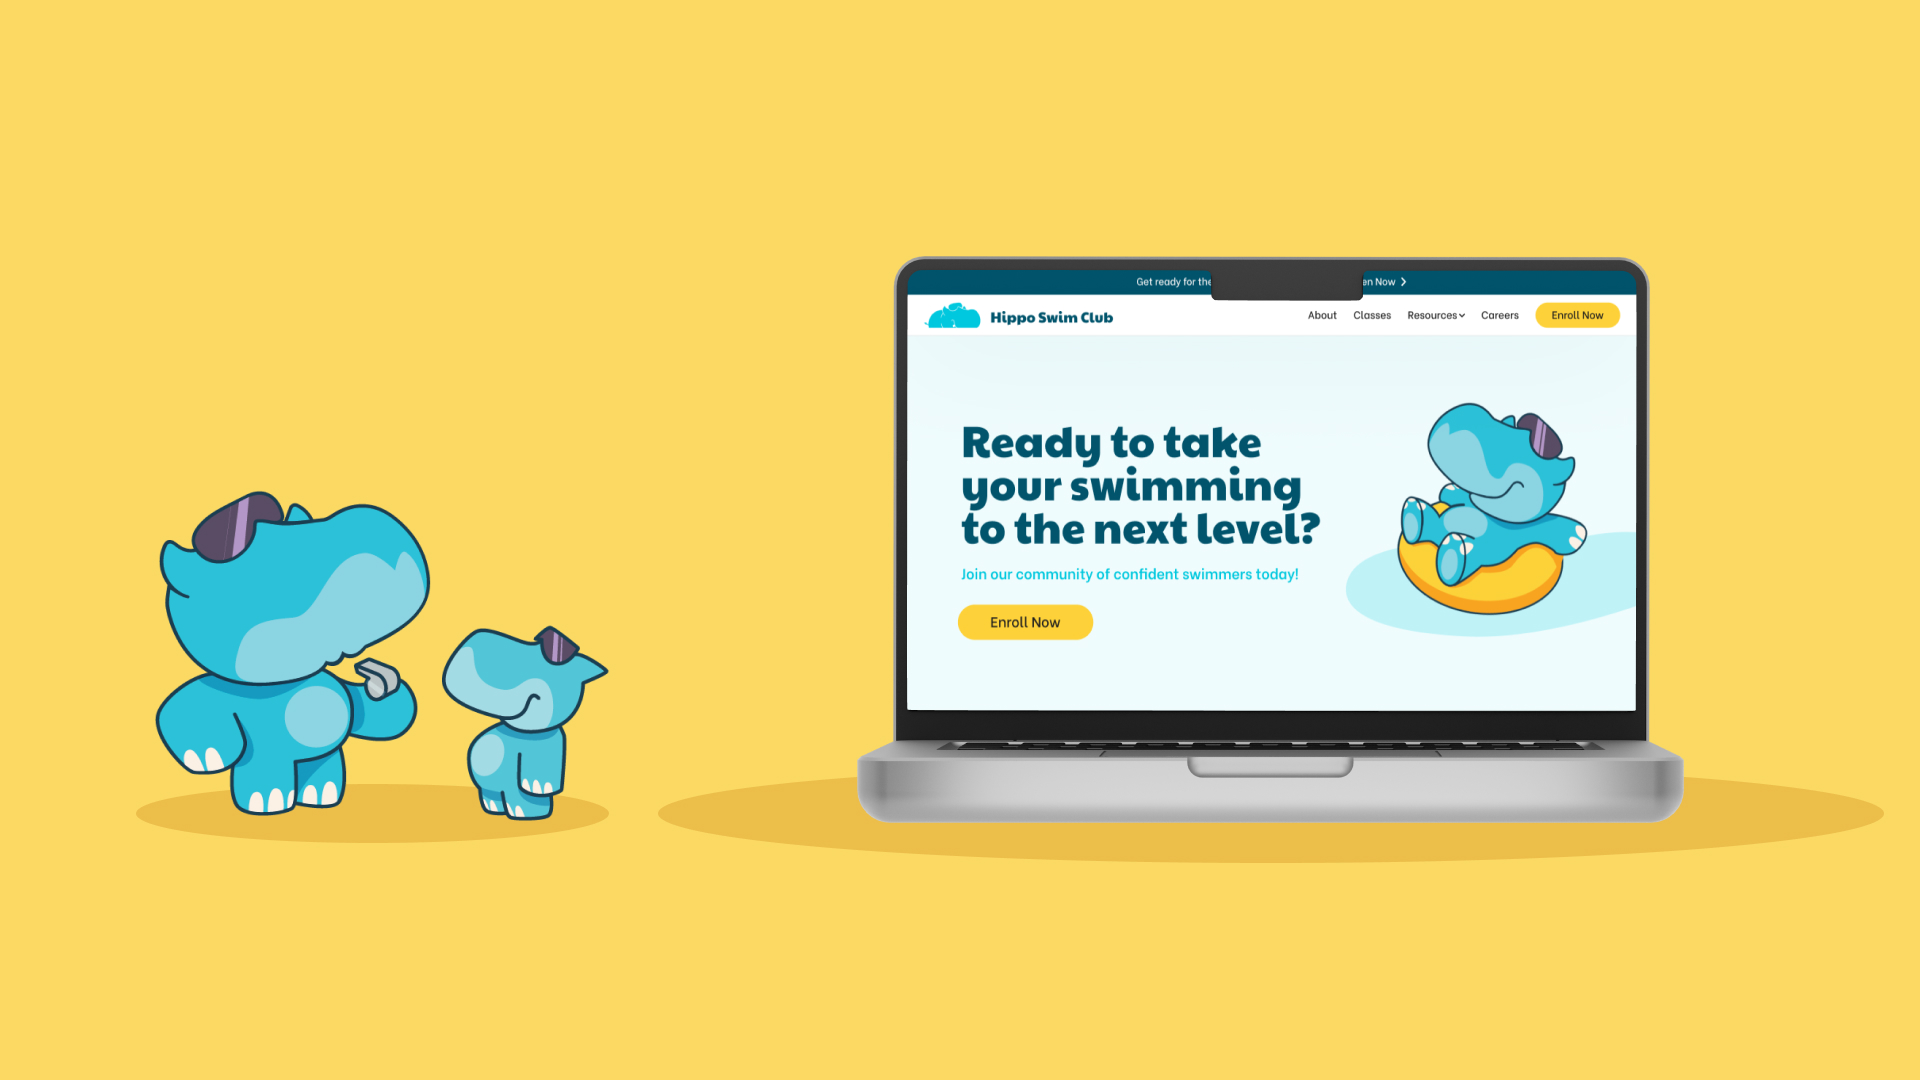 Get ready for the
en Now
Hippo Swim Club
About
Classes
Resources
Careers
Enroll Now
Ready to take
your swimming
to the next level?
Join our community of confident swimmers today!
Enroll Now